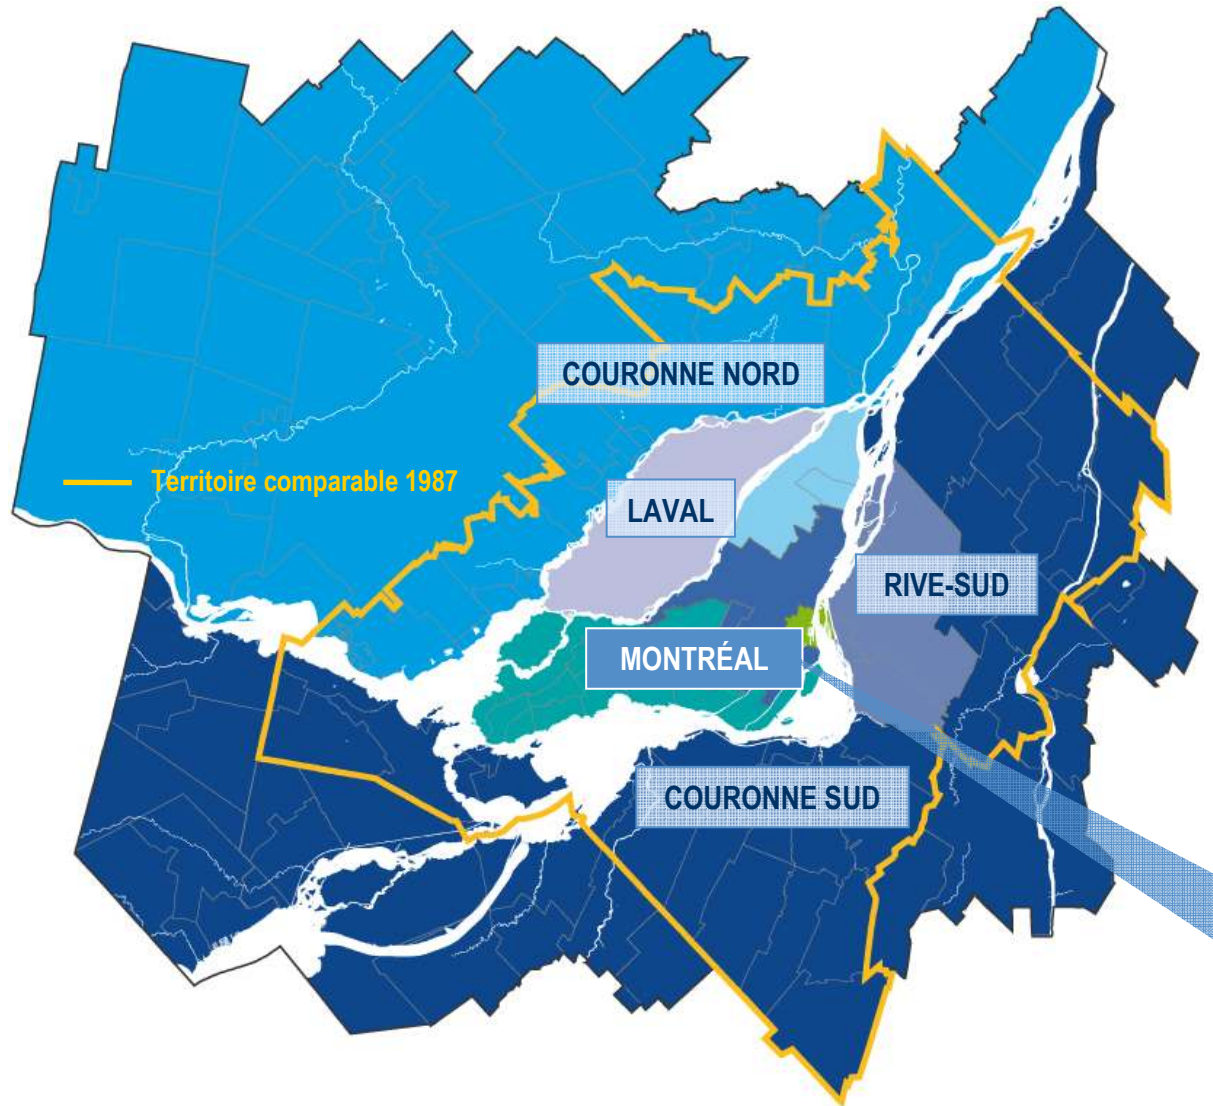 COURONNE NORD
Territoire comparable 1987
LAVAL
RIVE-SUD
MONTRÉAL
COURONNE SUD